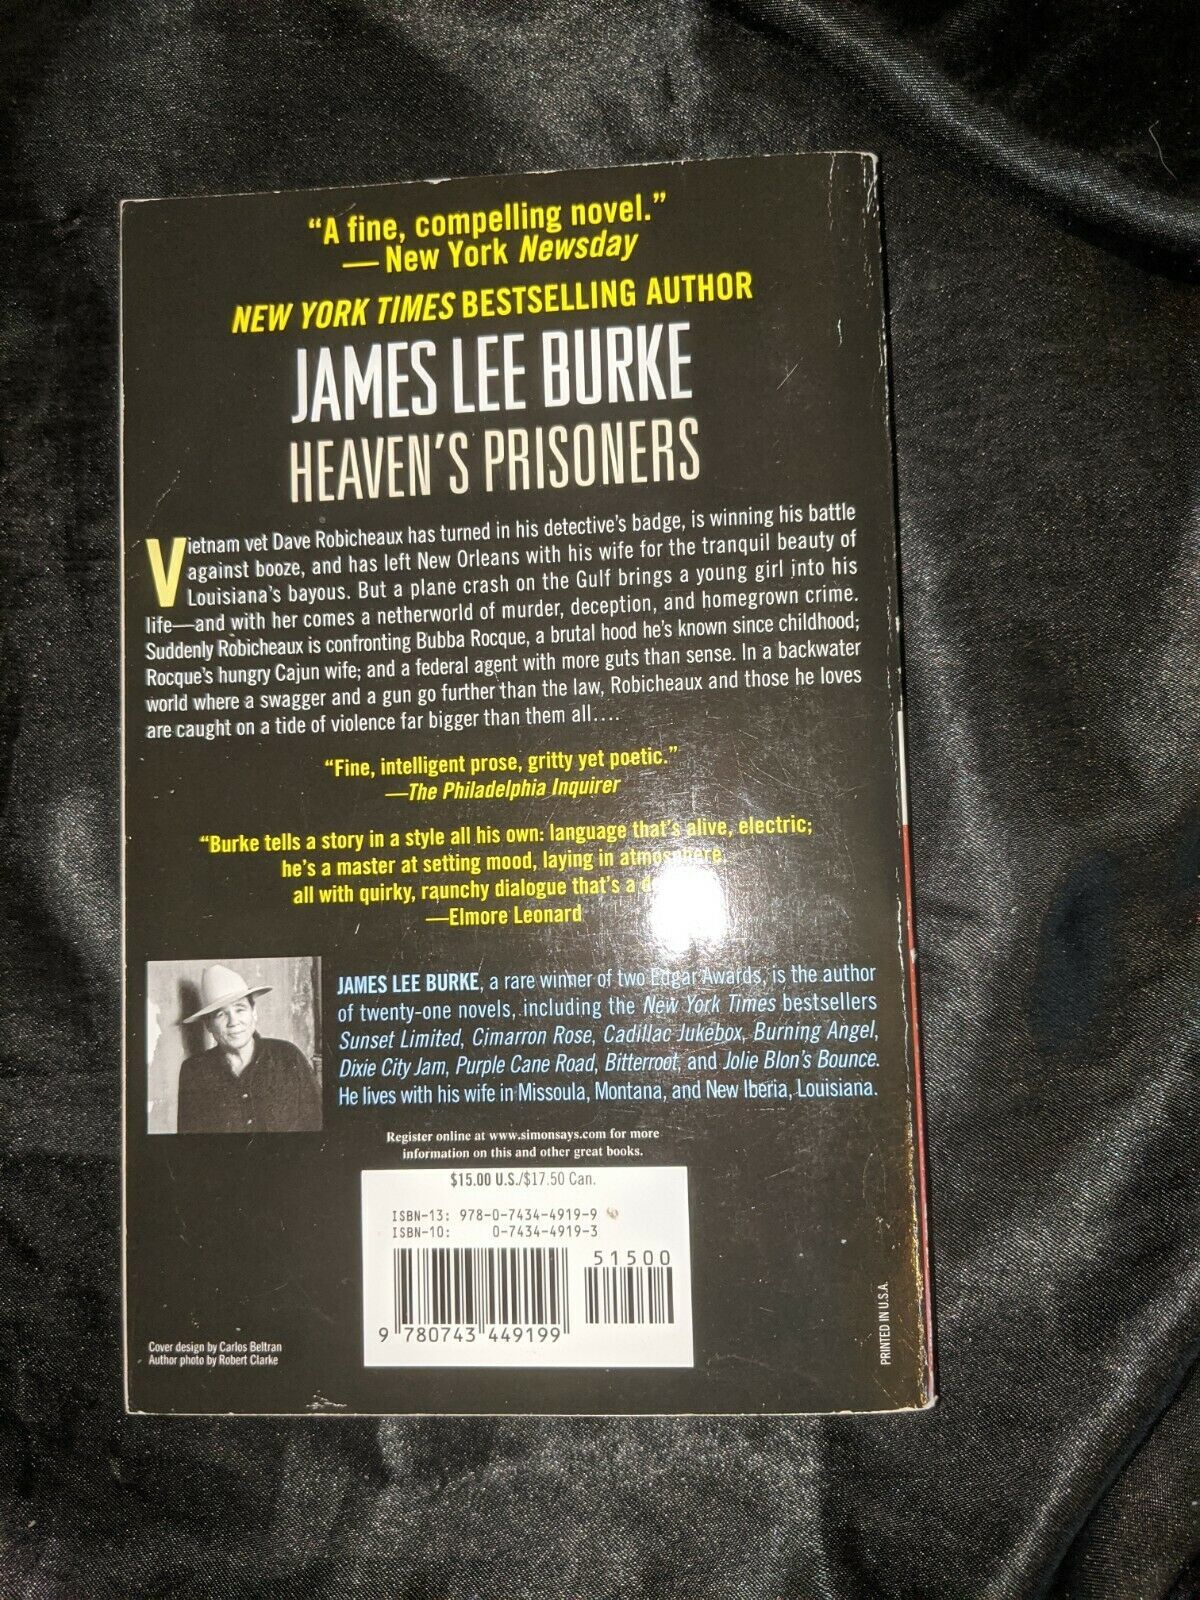 “A fine, compelling novel.”
— New York Newsday
NEW YORK TIMES BESTSELLING AUTHOR
JAMES LEE BURKE
HEAVEN'S PRISONERS
Vietnam vet Dave Robicheaux has turned in his detective's badge, is winning his battle
against booze, and has left New Orleans with his wife for the tranquil beauty of
Louisiana's bayous. But a plane crash on the Gulf brings a young girl into his
life—and with her comes a netherworld of murder, deception, and homegrown crime.
Suddenly Robicheaux is confronting Bubba Rocque, a brutal hood he's known since childhood;
Rocque's hungry Cajun wife; and a federal agent with more guts than sense. In a backwater
world where a swagger and a gun go further than the law, Robicheaux and those he loves
are caught on a tide of violence far bigger than them all....
“Fine, intelligent prose, gritty yet poetic.”
—The Philadelphia Inquirer
“Burke tells a story in a style all his own: language that's alive, electric;
he's a master at setting mood, laying in atmosphere,
all with quirky, raunchy dialogue that's a
—Elmore Leonard
JAMES LEE BURKE, a rare winner of two Edgar Awards, is the author
of twenty-one novels, including the New York Times bestsellers
Sunset Limited, Cimarron Rose, Cadillac Jukebox, Burning Angel,
Dixie City Jam, Purple Cane Road, Bitterroot, and Jolie Blon's Bounce.
He lives with his wife in Missoula, Montana, and New Iberia, Louisiana.
Register online at www.simonsays.com for more
information on this and other great books.
$15.00 U.S./$17.50 Can.
ISBN-13: 978-0-7434-4919-9
ISBN-10: 0-7434-4919-3
51500
9 780743 449199
Cover design by Carlos Beltran
Author photo by Robert Clarke
PRINTED IN U.S.A.